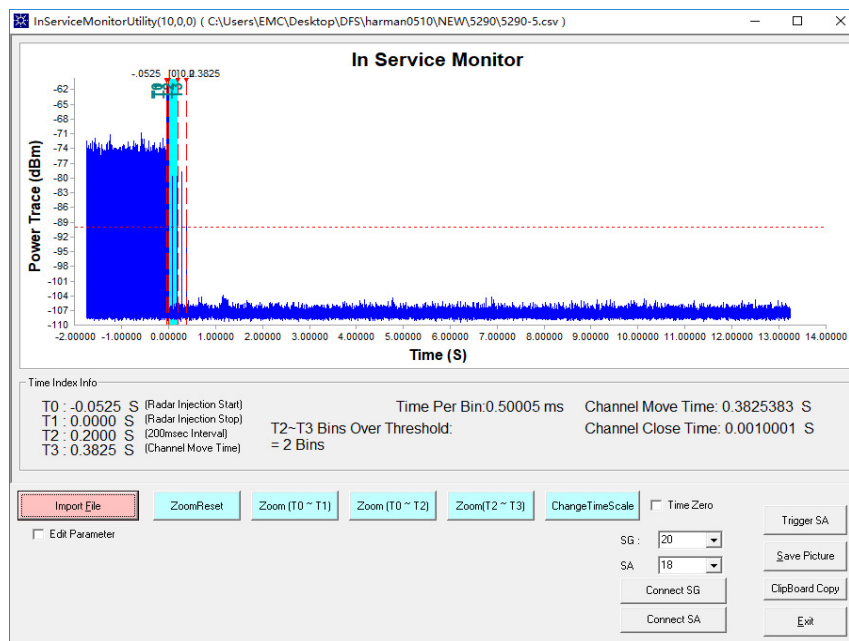 InServiceMonitorUtility(10,0,0) ( C:\Users\EMC\Desktop\DFS\harman0510\NEW\5290\5290-5.csv )
In Service Monitor
-.0525
0.3825
T0
T3
Power Trace (dBm)
-62
-65
-68
-71
-74
-77
-80
-83
-86
-89
-92
-95
-98
-101
-104
-107
-110
-2.00000 -1.00000 0.00000 1.00000 2.00000 3.00000 4.00000 5.00000 6.00000 7.00000 8.00000 9.00000 10.00000 11.00000 12.00000 13.00000 14.00000
Time (S)
Time Index Info
T0 : -0.0525 S (Radar Injection Start)
T1 : 0.0000 S (Radar Injection Stop)
T2 : 0.2000 S (200msec Interval)
T3 : 0.3825 S (Channel Move Time)
Time Per Bin:0.50005 ms
T2~T3 Bins Over Threshold:
= 2 Bins
Channel Move Time: 0.3825383 S
Channel Close Time: 0.0010001 S
Import File
ZoomReset
Zoom (T0 ~ T1)
Zoom (T0 ~ T2)
Zoom(T2 ~ T3)
ChangeTimeScale
Time Zero
Trigger SA
Edit Parameter
SG : 20
Save Picture
SA 18
Connect SG
ClipBoard Copy
Connect SA
Exit